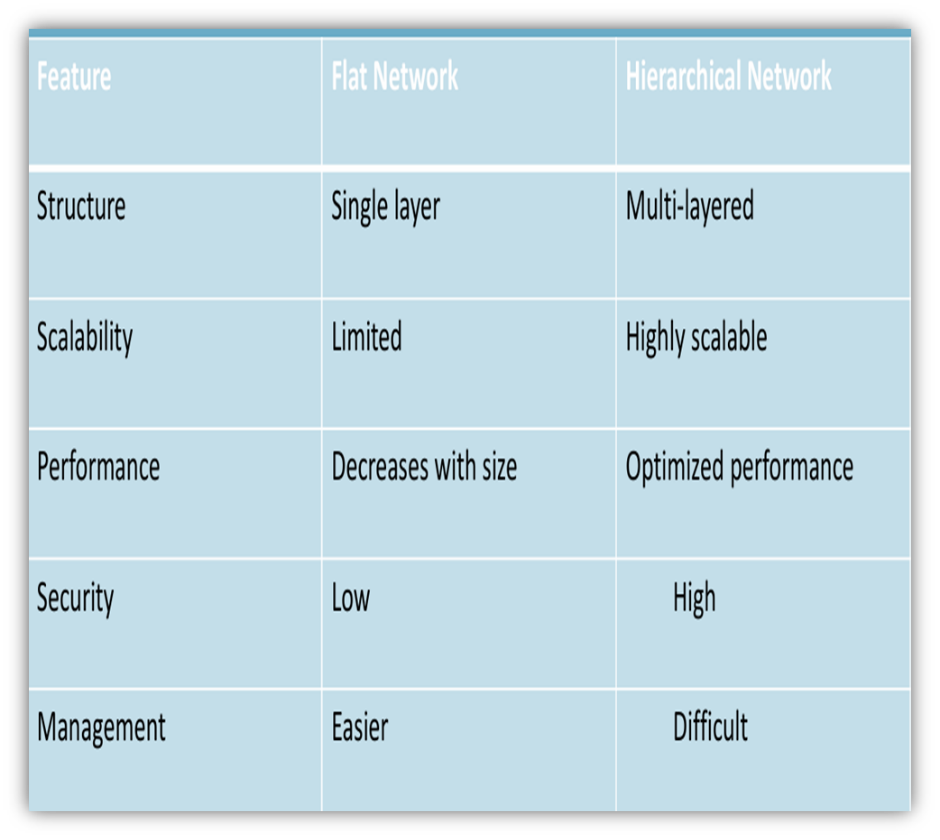 Feature Flat Network Hierarchical Network
Structure Single layer Multi-layered
Scalability Limited Highly scalable
Performance Decreases with size Optimized performance
Security Low High
Management Easier Difficult